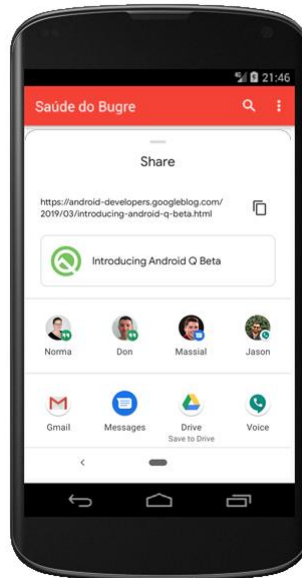 21:46
Saúde do Bugre
Share
https://android-developers.googleblog.com/
2019/03/introducing-android-q-beta.html
Introducing Android Q Beta
Norma Don Massial Jason
Gmail Messages Drive Voice
Save to Drive